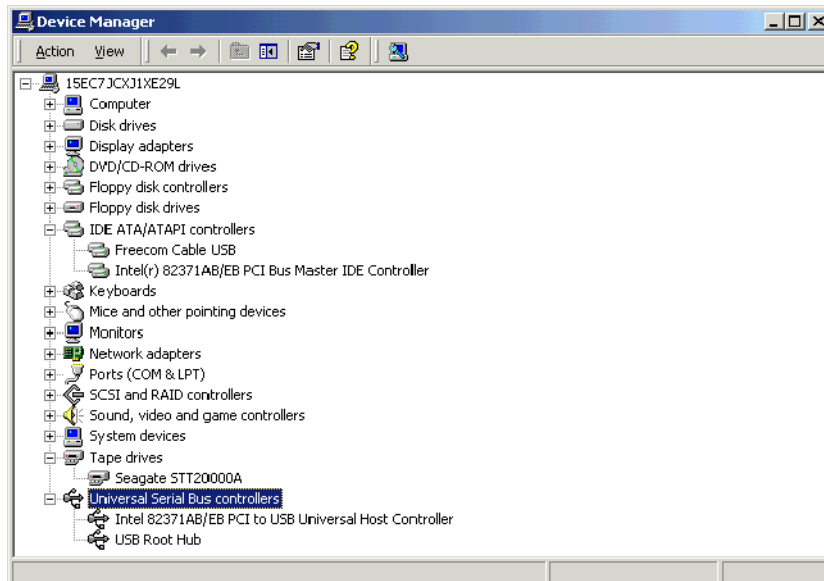 Device Manager
Action View
15EC7JCXJ1XE29L
Computer
Disk drives
Display adapters
DVD/CD-ROM drives
Floppy disk controllers
Floppy disk drives
IDE ATA/ATAPI controllers
Freecom Cable USB
Intel(r) 82371AB/EB PCI Bus Master IDE Controller
Keyboards
Mice and other pointing devices
Monitors
Network adapters
Ports (COM & LPT)
SCSI and RAID controllers
Sound, video and game controllers
System devices
Tape drives
Seagate STT20000A
Universal Serial Bus controllers
Intel 82371AB/EB PCI to USB Universal Host Controller
USB Root Hub